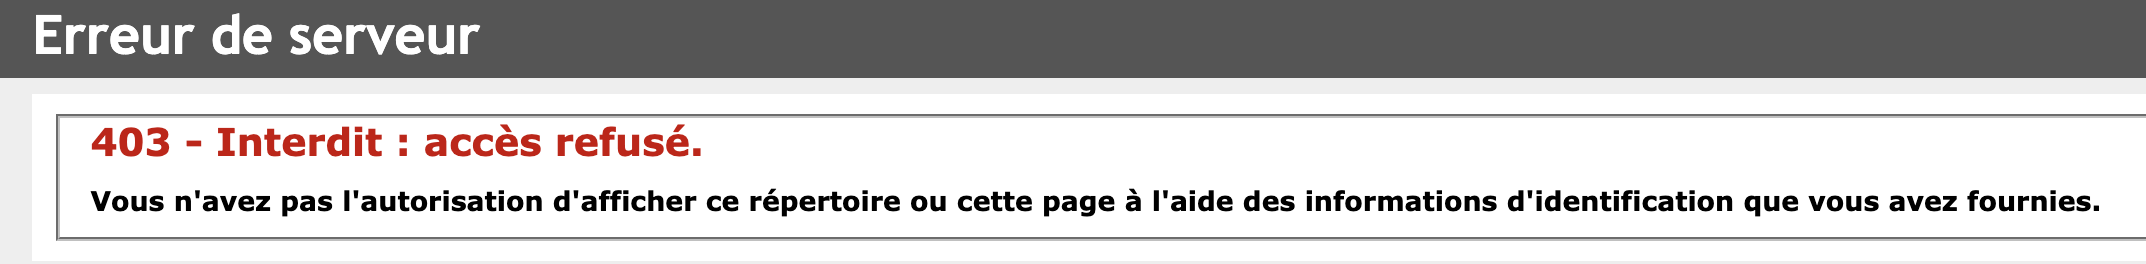 Erreur de serveur
403 - Interdit : accès refusé.
Vous n'avez pas l'autorisation d'afficher ce répertoire ou cette page à l'aide des informations d'identification que vous avez fournies.